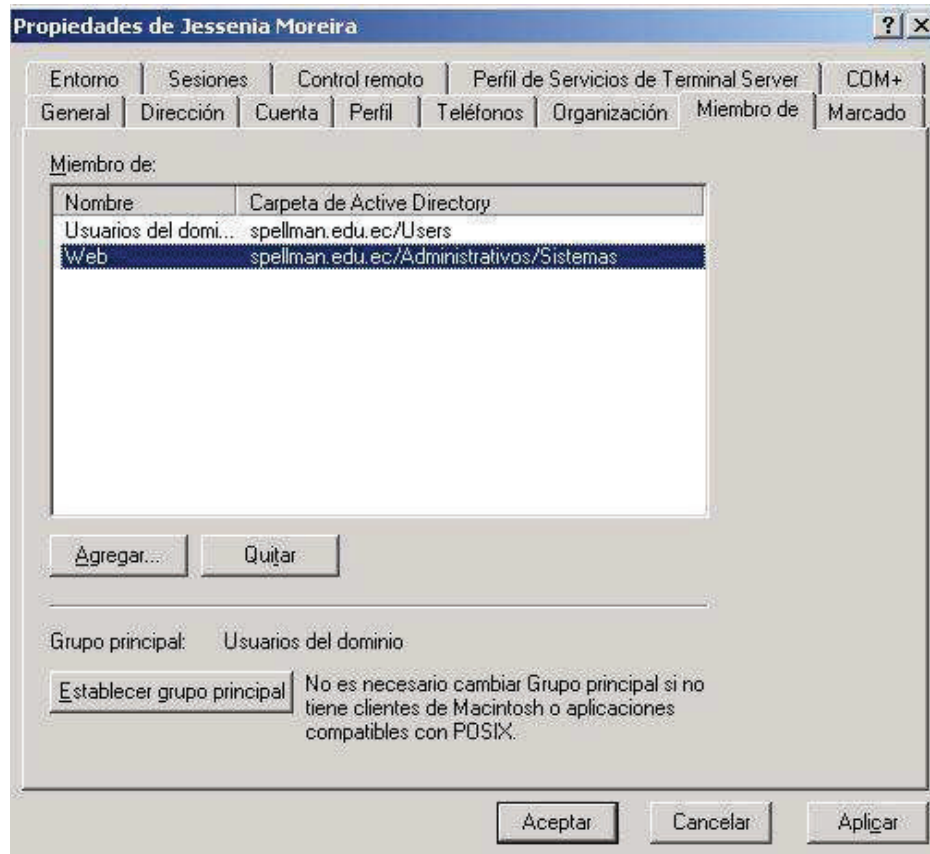 Propiedades de Jessenia Moreira
Entorno Sesiones Control remoto Perfil de Servicios de Terminal Server COM+
General Dirección Cuenta Perfil Teléfonos Organización Miembro de Marcado
Miembro de:
Nombre Carpeta de Active Directory
Usuarios del domi... spellman.edu.ec/Users
Web spellman.edu.ec/Administrativos/Sistemas
Agregar... Quitar
Grupo principal: Usuarios del dominio
Establecer grupo principal
No es necesario cambiar Grupo principal si no
tiene clientes de Macintosh o aplicaciones
compatibles con POSIX.
Aceptar Cancelar Aplicar